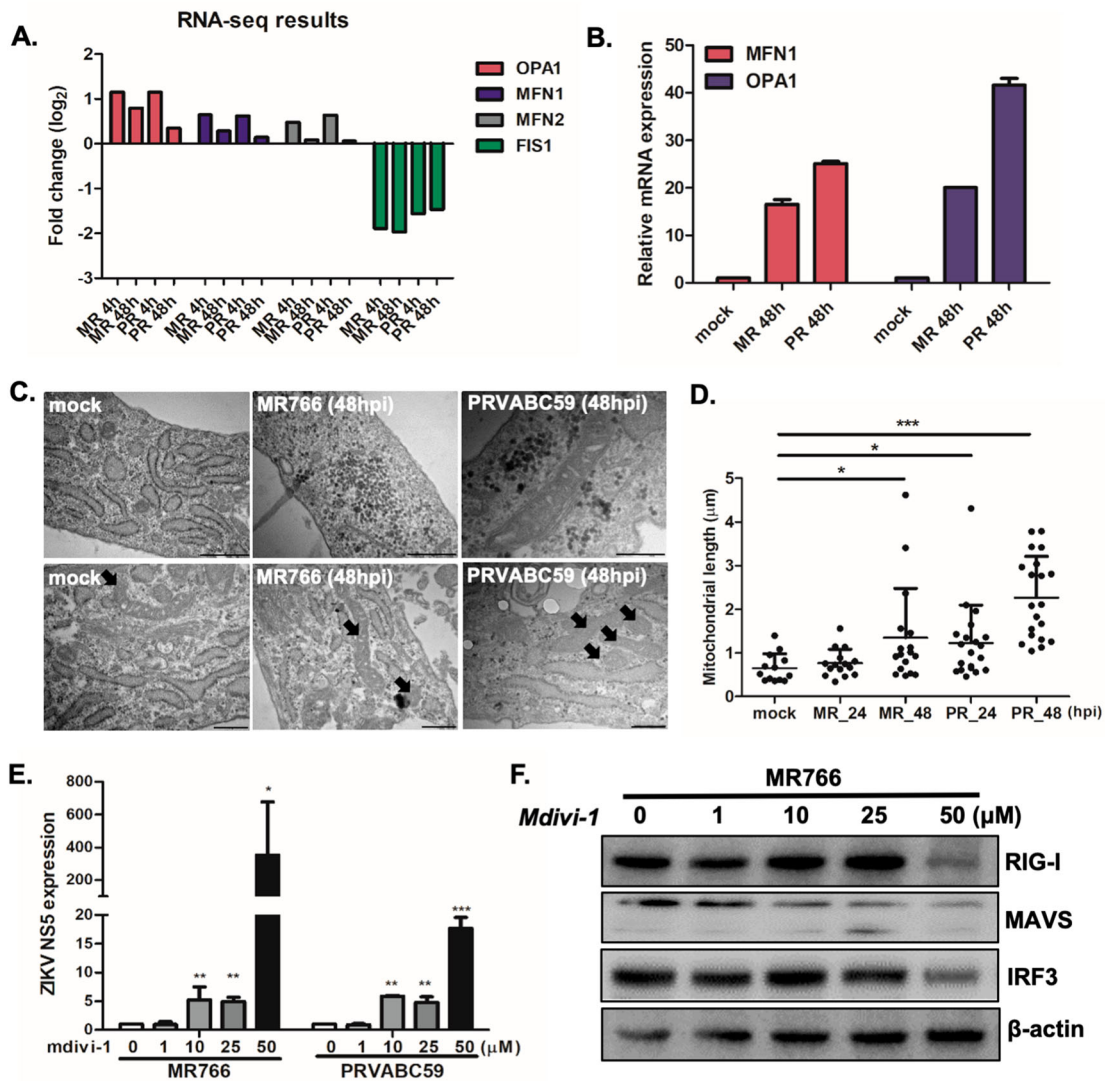 A.
RNA-seq results
Fold change (log2)
2
1
0
-1
-2
-3
MR 4h
MR 48h
PR 4h
PR 48h
MR 4h
MR 48h
PR 4h
PR 48h
MR 4h
MR 48h
PR 4h
PR 48h
MR 4h
MR 48h
PR 4h
PR 48h
OPA1
MFN1
MFN2
FIS1
B.
Relative mRNA expression
50
40
30
20
10
0
MFN1
OPA1
mock
MR 48h
PR 48h
mock
MR 48h
PR 48h
C.
mock
MR766 (48hpi)
PRVABC59 (48hpi)
mock
MR766 (48hpi)
PRVABC59 (48hpi)
D.
***
*
*
Mitochondrial length (μm)
5
4
3
2
1
0
mock MR_24 MR_48 PR_24 PR_48 (hpi)
E.
ZIKV NS5 expression
800
600
400
200
20
15
10
5
0
** ** *
** ** ***
mdivi-1 0 1 10 25 50 0 1 10 25 50 (μM)
MR766 PRVABC59
F.
MR766
Mdivi-1 0 1 10 25 50 (μM)
RIG-I
MAVS
IRF3
β-actin